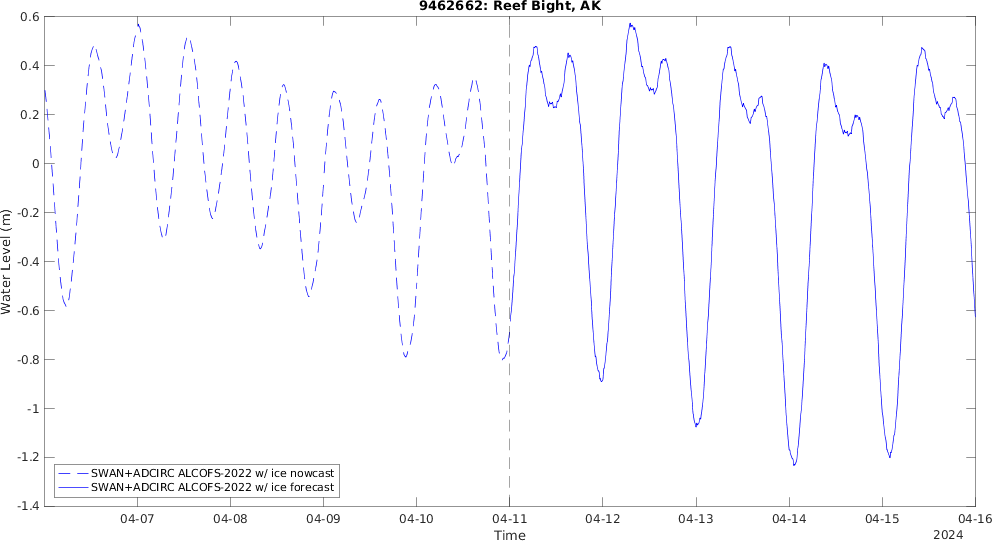 9462662: Reef Bight, AK
0.6
0.4
0.2
0
-0.2
-0.4
-0.6
-0.8
-1
-1.2
-1.4
Water Level (m)
SWAN+ADCIRC ALCOFS-2022 w/ ice nowcast
SWAN+ADCIRC ALCOFS-2022 w/ ice forecast
04-07 04-08 04-09 04-10 04-11 04-12 04-13 04-14 04-15 04-16
Time
2024